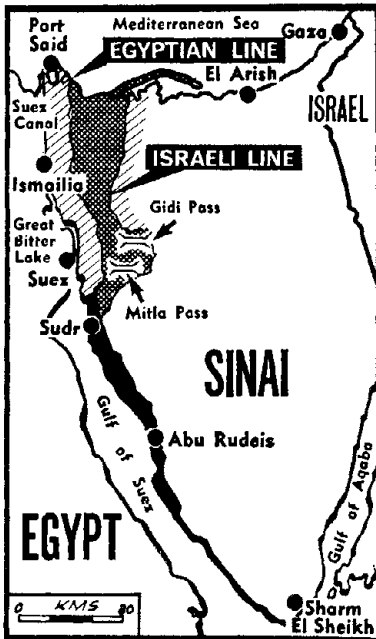 Port
Said
Mediterranean Sea
Gaza
EGYPTIAN LINE
El Arish
Suez
Canal
ISRAEL
ISRAELI LINE
Ismailia
Gidi Pass
Great
Bitter
Lake
Suez
Mitla Pass
Sudr
SINAI
Gulf of Suez
Abu Rudeis
Gulf of Aqaba
EGYPT
KMS
0 80
Sharm
El Sheikh